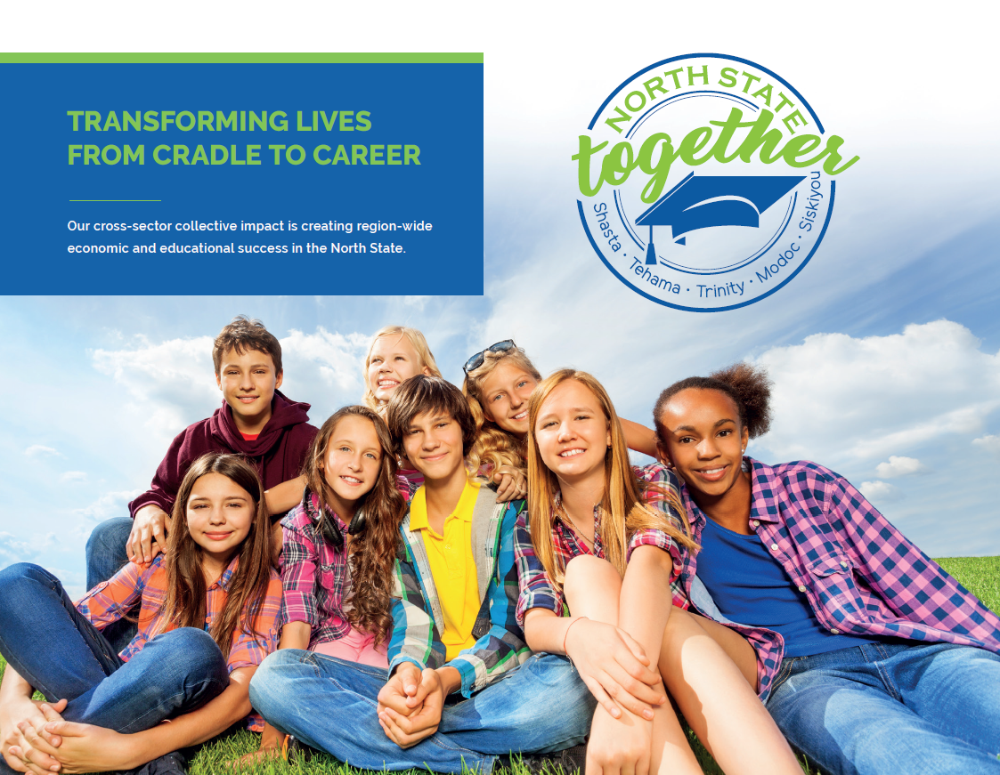 TRANSFORMING LIVES
FROM CRADLE TO CAREER
Our cross-sector collective impact is creating region-wide
economic and educational success in the North State.
NORTH STATE
together
Shasta · Tehama · Trinity · Modoc · Siskiyou